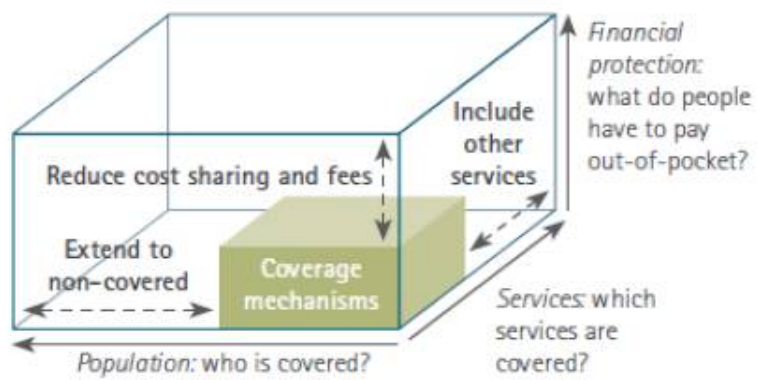 Financial
protection:
what do people
have to pay
out-of-pocket?
Include
other
services
Reduce cost sharing and fees
Extend to
non-covered
Coverage
mechanisms
Services: which
services are
covered?
Population: who is covered?